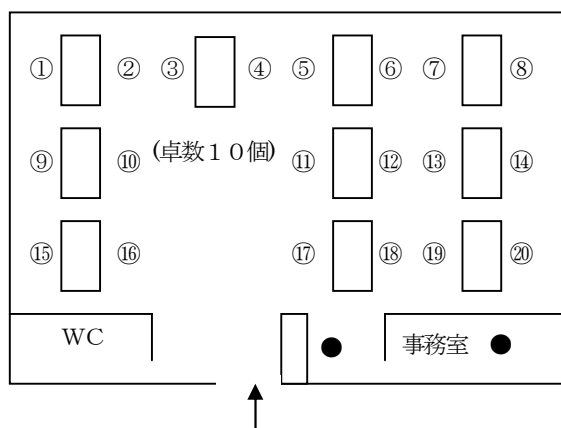 ① ② ③ ④ ⑤ ⑥ ⑦ ⑧
⑨ ⑩ (卓数１０個) ⑪ ⑫ ⑬ ⑭
⑮ ⑯ ⑰ ⑱ ⑲ ⑳
ＷＣ
事務室